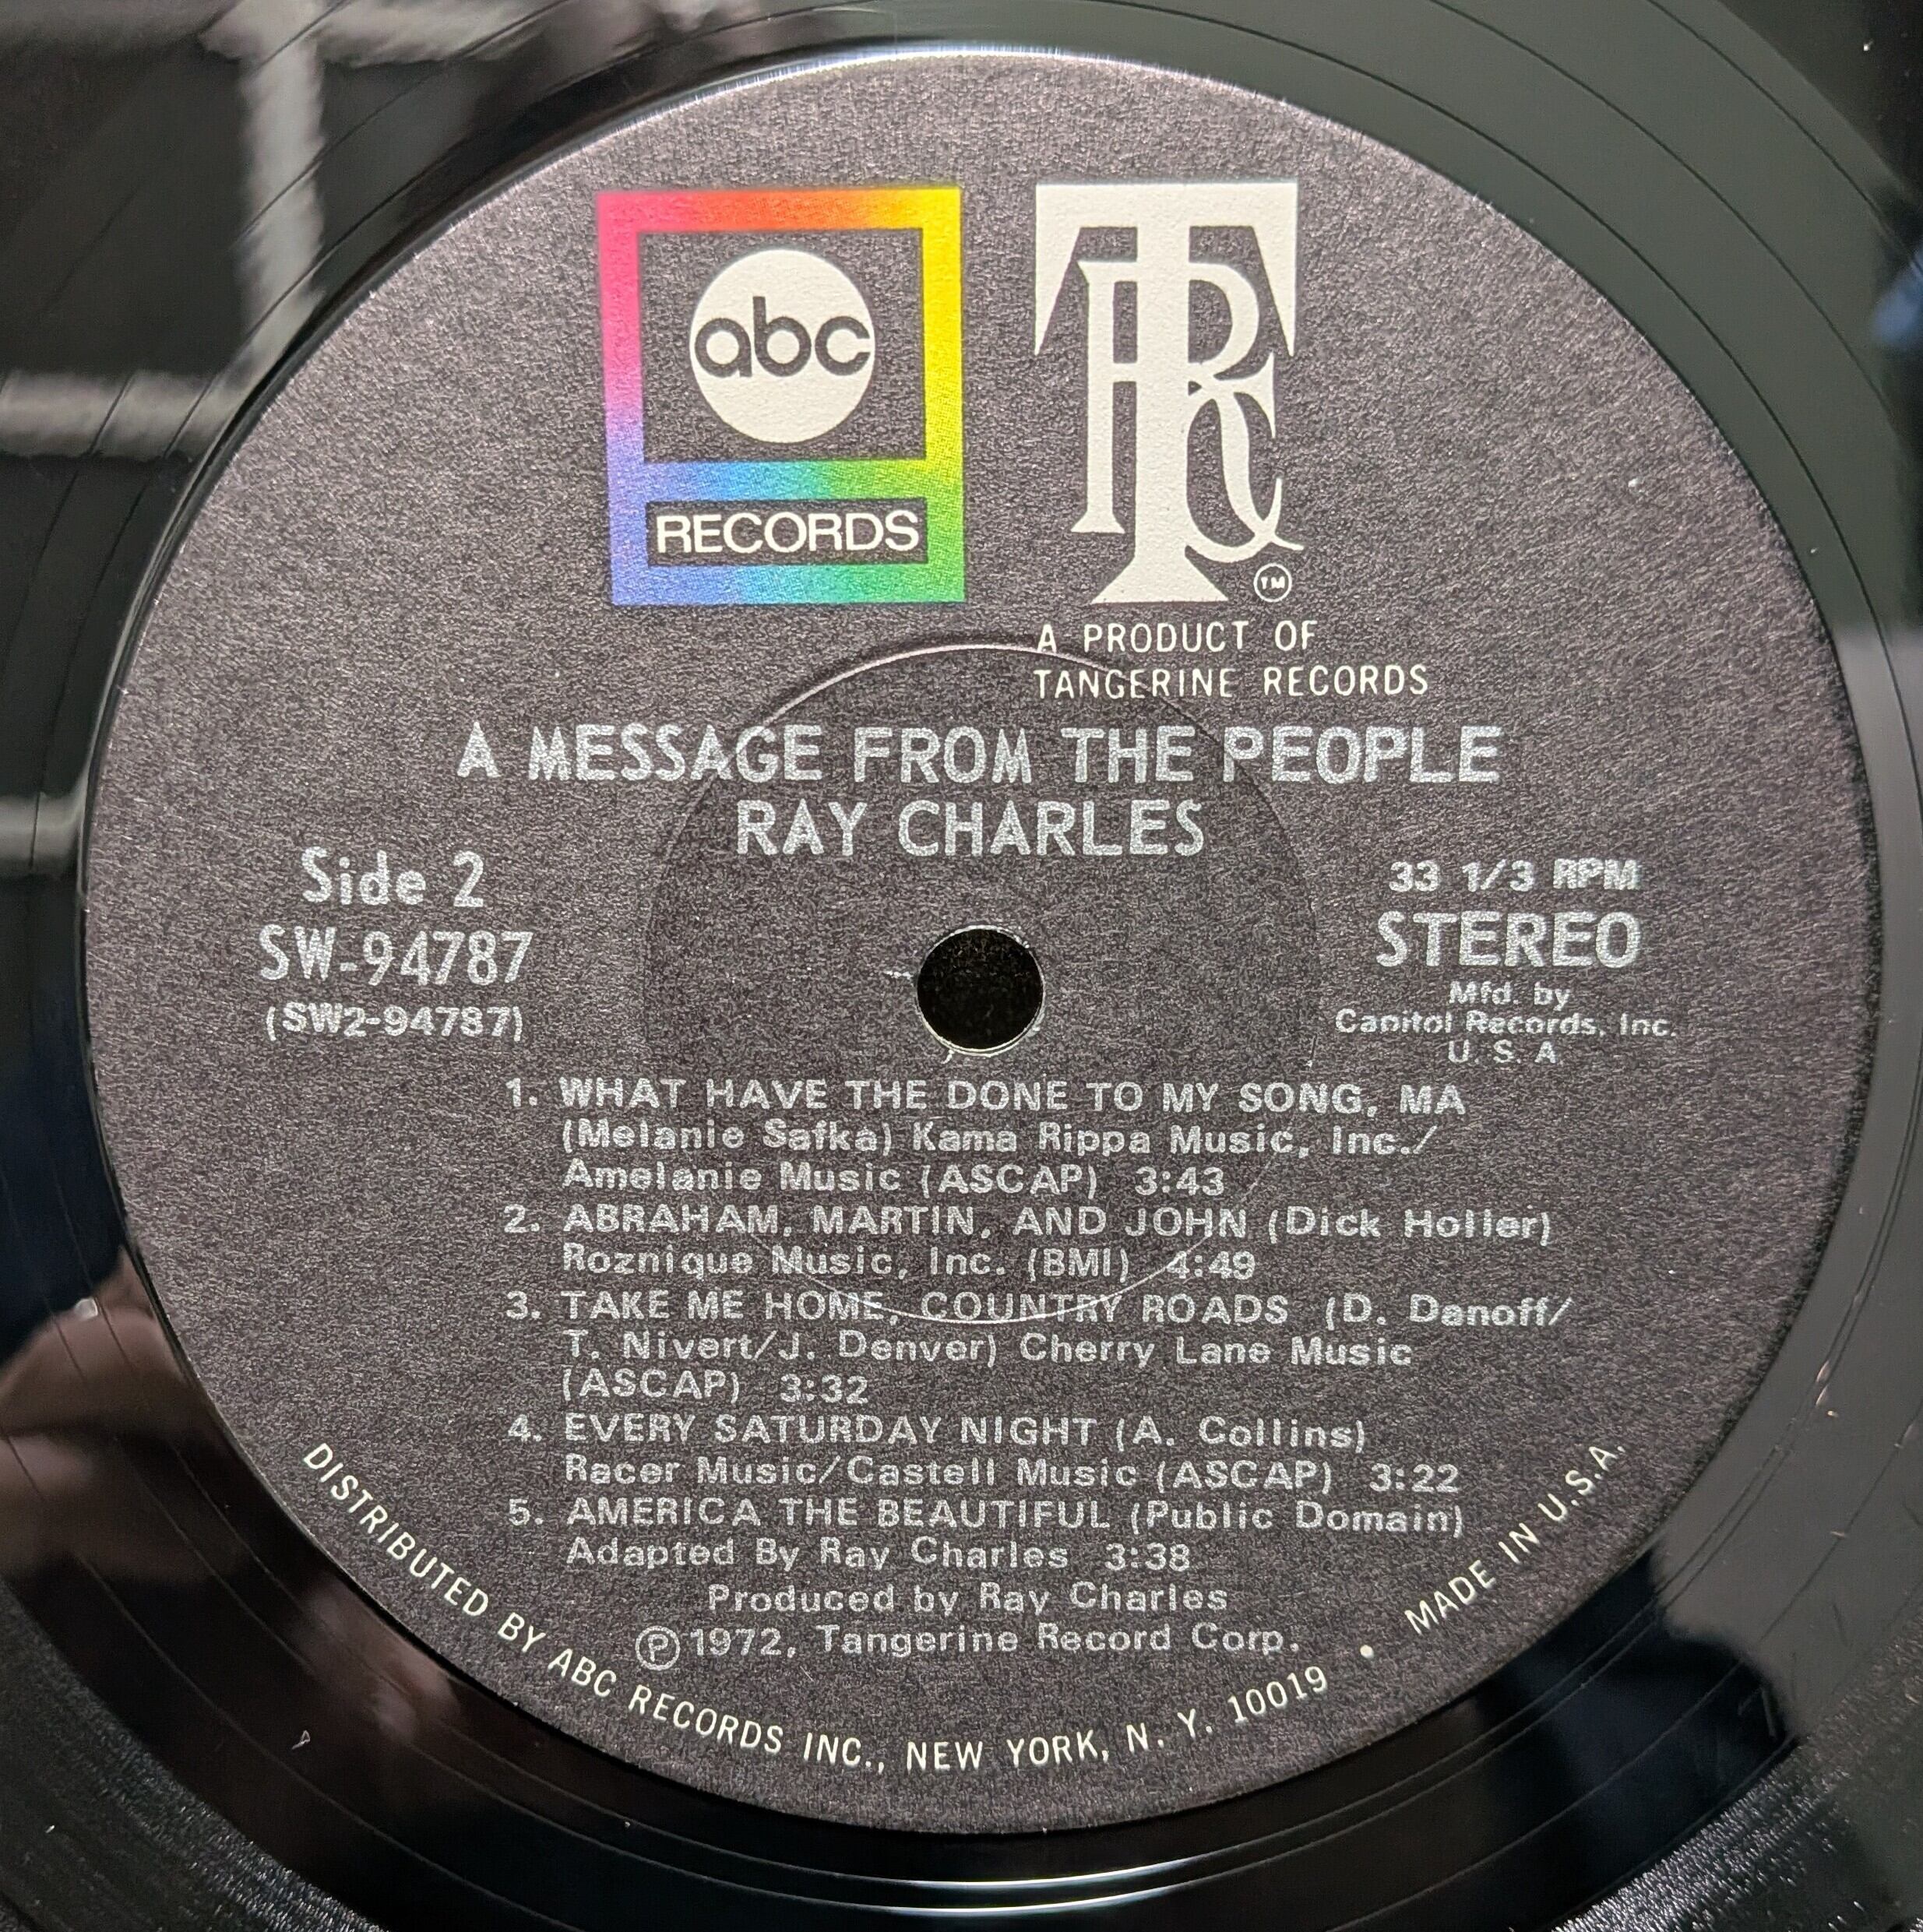 abc
RECORDS
TRC
TM
A PRODUCT OF
TANGERINE RECORDS
A MESSAGE FROM THE PEOPLE
RAY CHARLES
Side 2
SW-94787
(SW2-94787)
33 1/3 RPM
STEREO
Mfd. by
Capitol Records, Inc.
U. S. A.
1. WHAT HAVE THE DONE TO MY SONG, MA
(Melanie Safka) Kama Rippa Music, Inc./
Amelanie Music (ASCAP) 3:43
2. ABRAHAM, MARTIN, AND JOHN (Dick Holler)
Roznique Music, Inc. (BMI) 4:49
3. TAKE ME HOME, COUNTRY ROADS (D. Danoff/
T. Nivert/J. Denver) Cherry Lane Music
(ASCAP) 3:32
4. EVERY SATURDAY NIGHT (A. Collins)
Racer Music/Castell Music (ASCAP) 3:22
5. AMERICA THE BEAUTIFUL (Public Domain)
Adapted By Ray Charles 3:38
Produced by Ray Charles
Ⓟ1972, Tangerine Record Corp.
DISTRIBUTED BY ABC RECORDS INC., NEW YORK, N. Y. 10019 • MADE IN U.S.A.